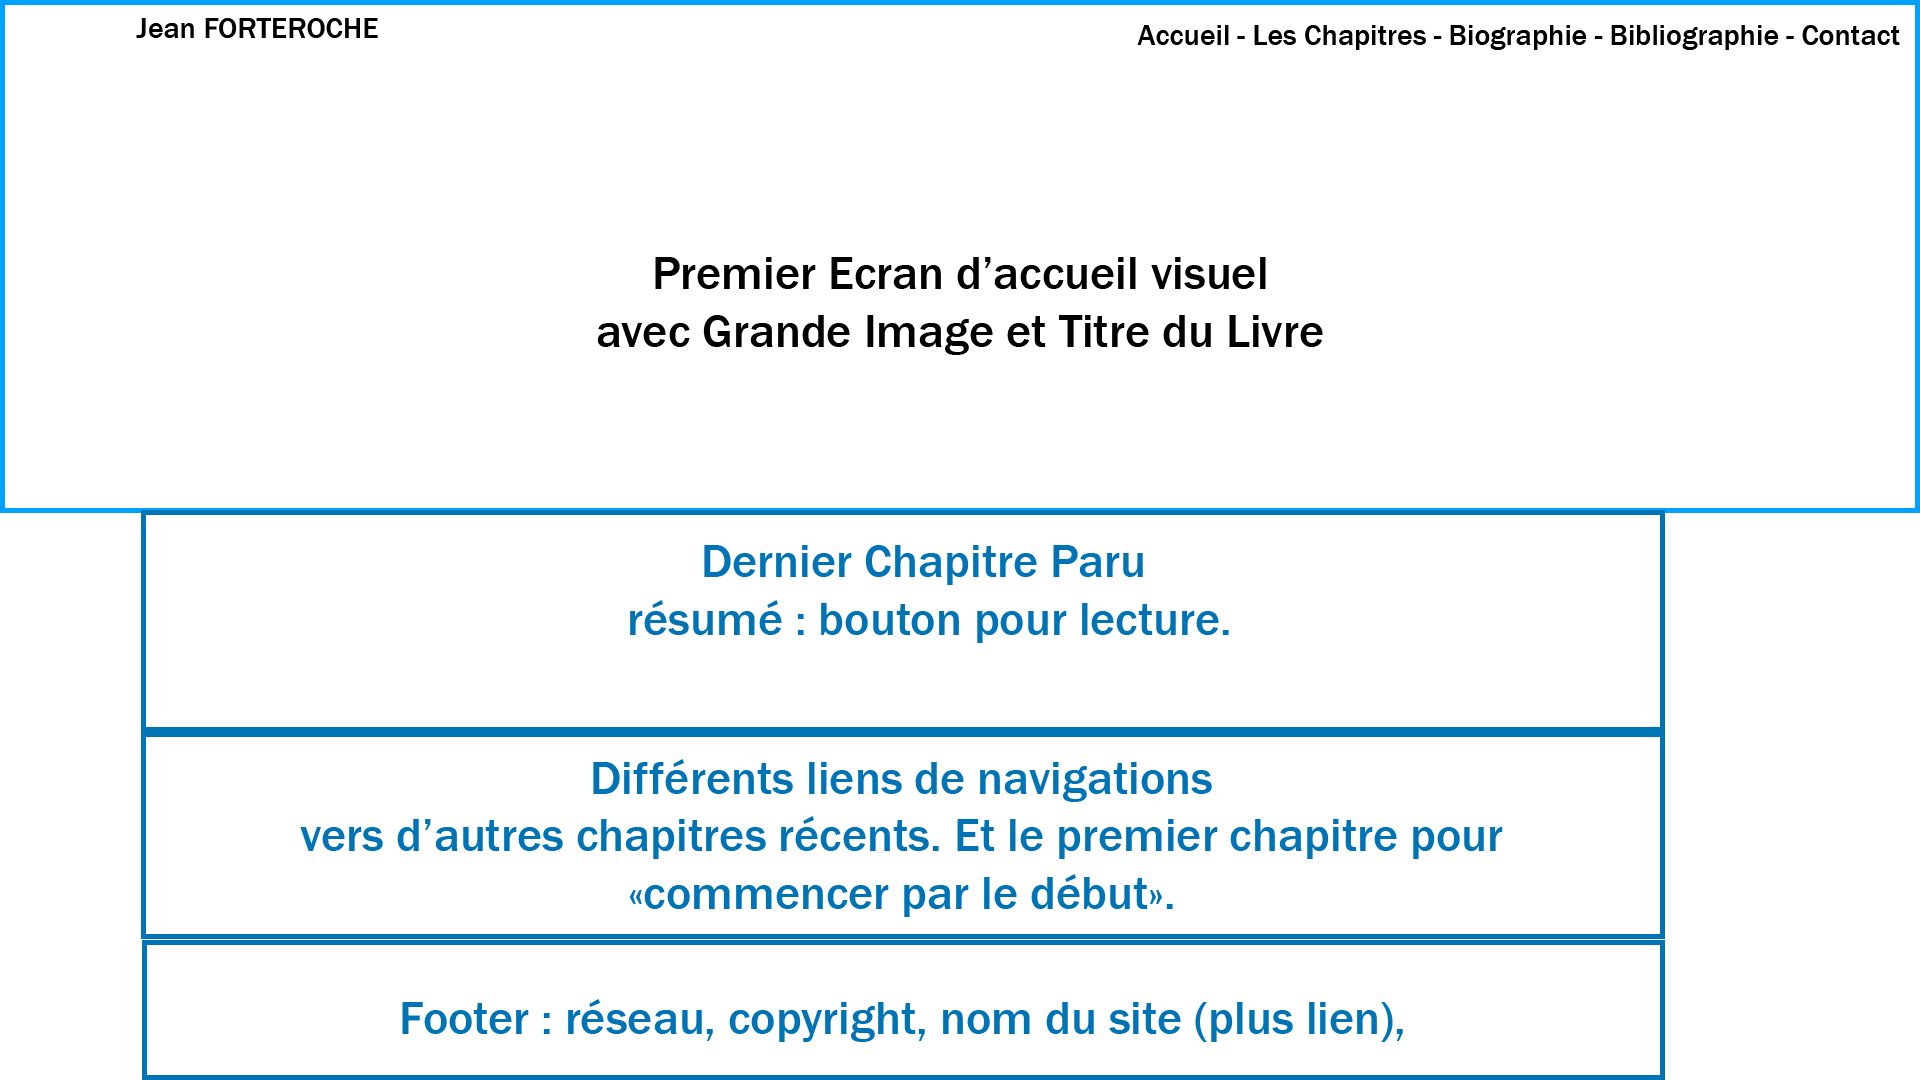 Jean FORTEROCHE
Accueil - Les Chapitres - Biographie - Bibliographie - Contact
Premier Ecran d’accueil visuel
avec Grande Image et Titre du Livre
Dernier Chapitre Paru
résumé : bouton pour lecture.
Différents liens de navigations
vers d’autres chapitres récents. Et le premier chapitre pour
«commencer par le début».
Footer : réseau, copyright, nom du site (plus lien),